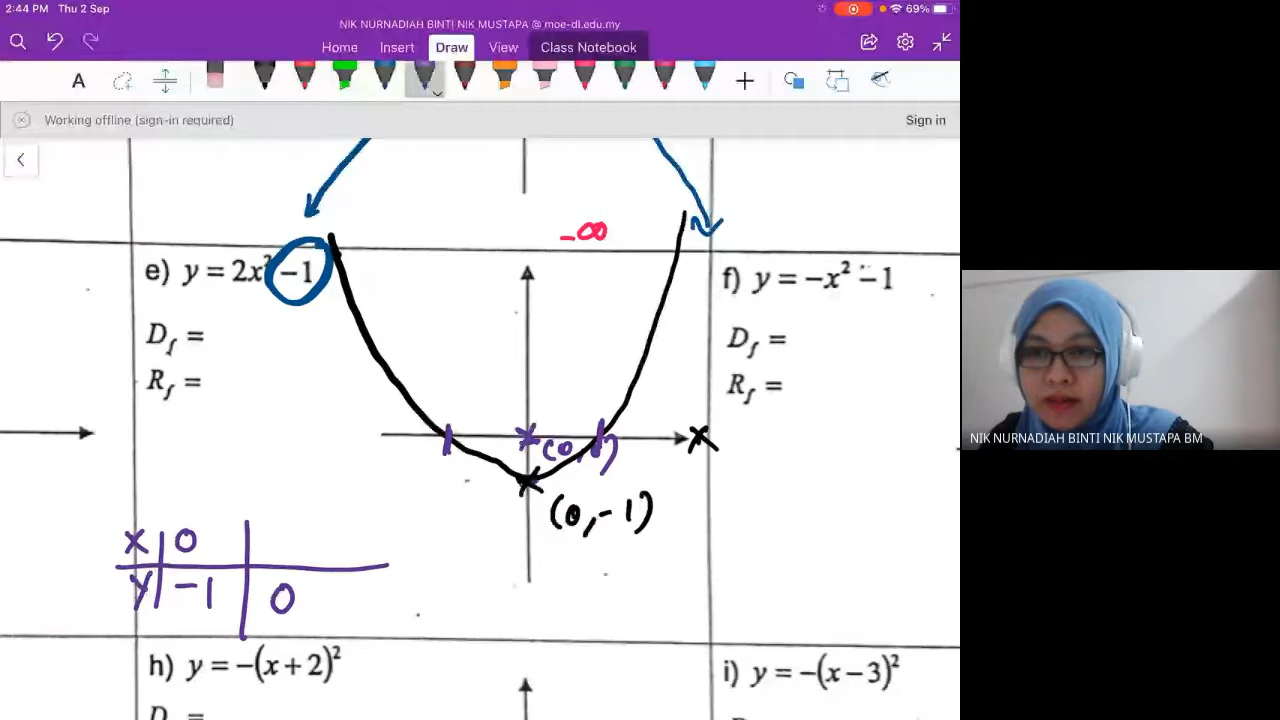 2:44 PM Thu 2 Sep
69%
NIK NURNADIAH BINTI NIK MUSTAPA @ moe-dl.edu.my
Home Insert Draw View Class Notebook
A
Working offline (sign-in required)
Sign in
-∞
e) y = 2x² -1
D_f =
R_f =
f) y = -x² - 1
D_f =
R_f =
(0,
(0, -1)
NIK NURNADIAH BINTI NIK MUSTAPA BM
x 0
y -1 0
h) y = -(x + 2)²
i) y = -(x - 3)²